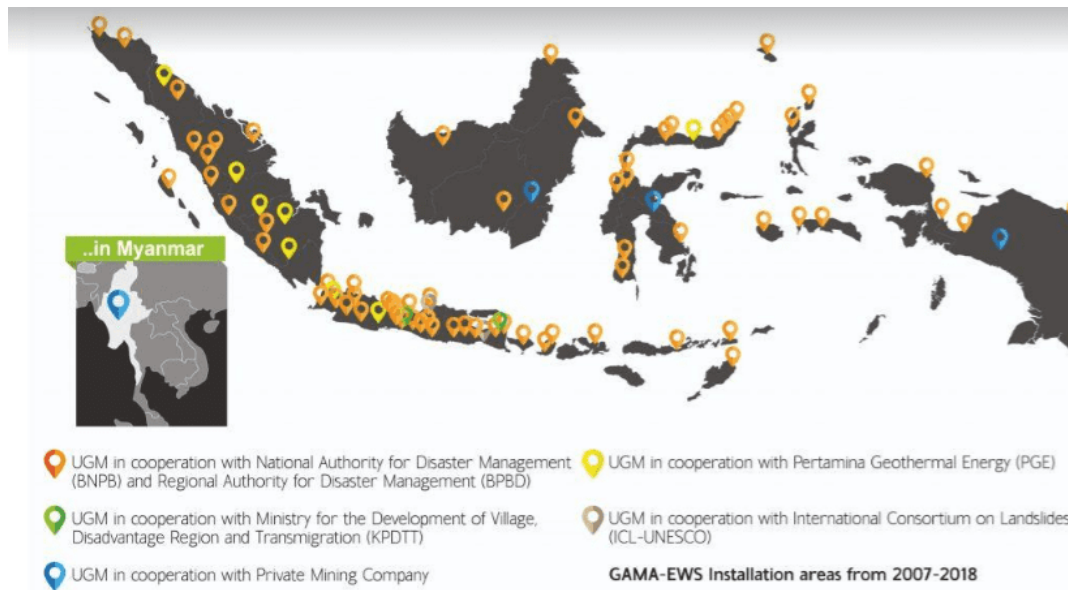 ..in Myanmar
UGM in cooperation with National Authority for Disaster Management
(BNPB) and Regional Authority for Disaster Management (BPBD)
UGM in cooperation with Ministry for the Development of Village,
Disadvantage Region and Transmigration (KPDTT)
UGM in cooperation with Private Mining Company
UGM in cooperation with Pertamina Geothermal Energy (PGE)
UGM in cooperation with International Consortium on Landslides
(ICL-UNESCO)
GAMA-EWS Installation areas from 2007-2018